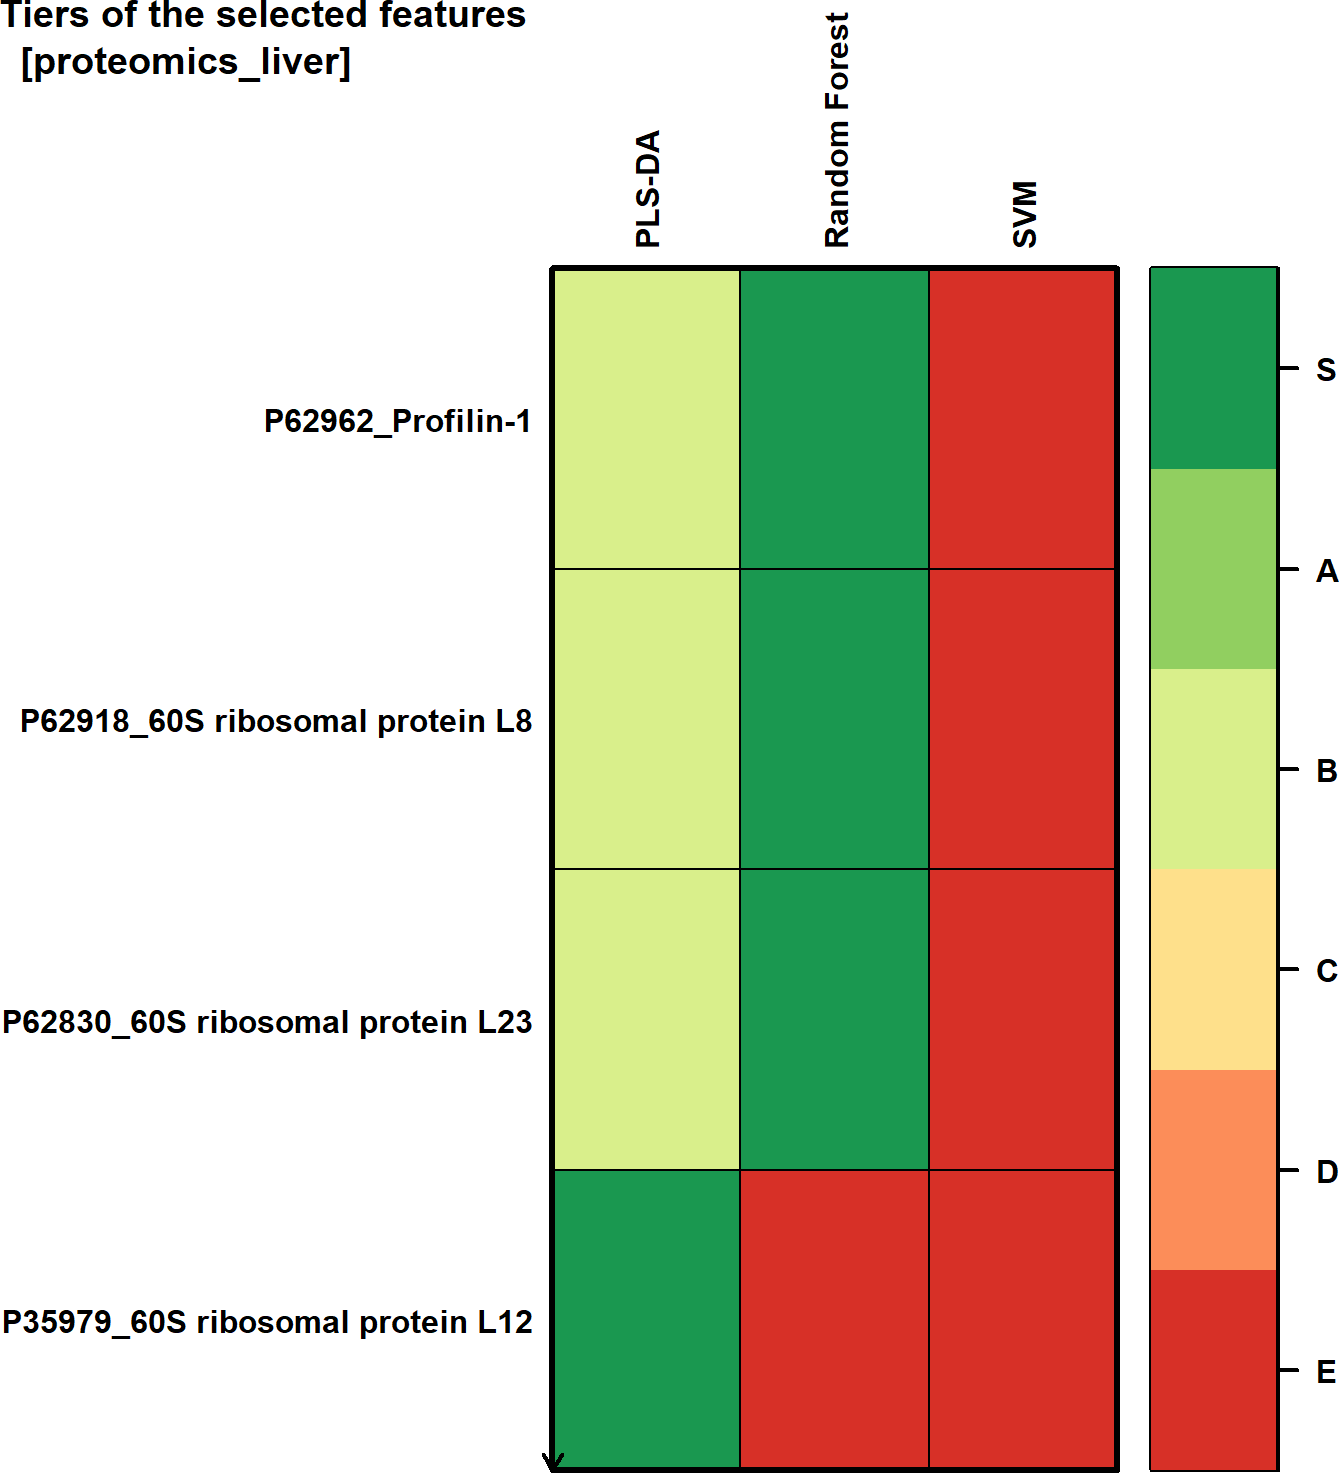 Tiers of the selected features
[proteomics_liver]
PLS-DA
Random Forest
SVM
P62962_Profilin-1
P62918_60S ribosomal protein L8
P62830_60S ribosomal protein L23
P35979_60S ribosomal protein L12
S
A
B
C
D
E